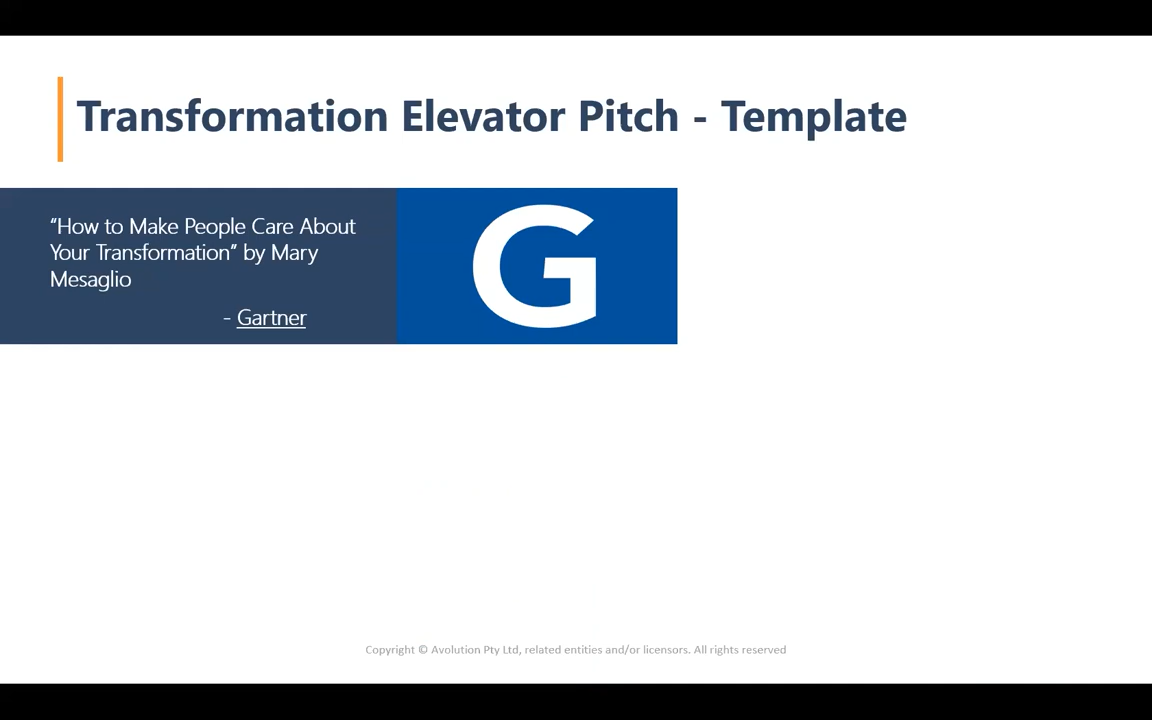 Transformation Elevator Pitch - Template
“How to Make People Care About
Your Transformation” by Mary
Mesaglio
- Gartner
G
Copyright © Avolution Pty Ltd, related entities and/or licensors. All rights reserved